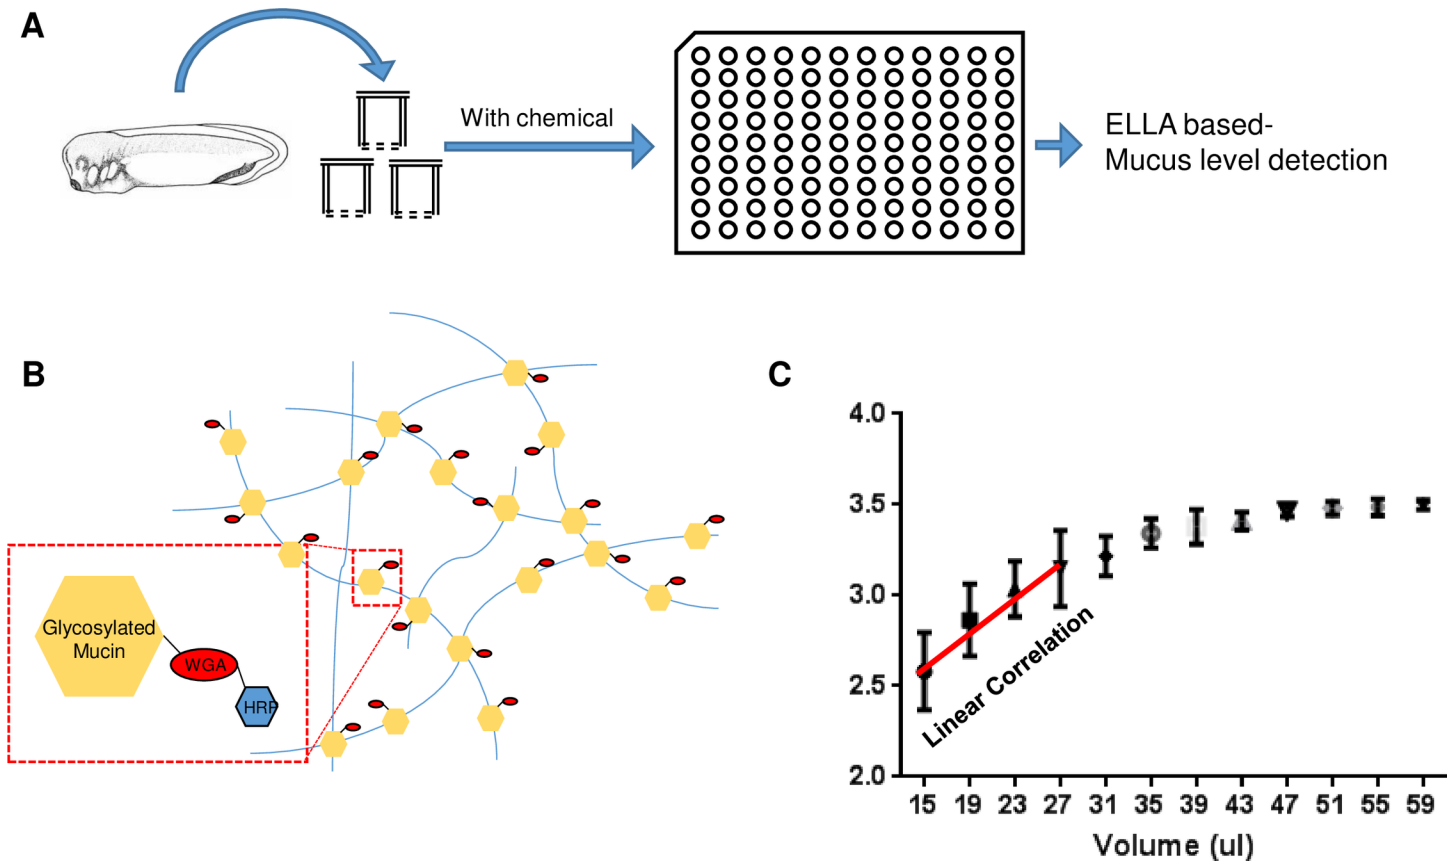 A
With chemical
ELLA based-
Mucus level detection
B
Glycosylated
Mucin
WGA
HRP
C
4.0
3.5
3.0
2.5
2.0
Linear Correlation
15 19 23 27 31 35 39 43 47 51 55 59
Volume (ul)